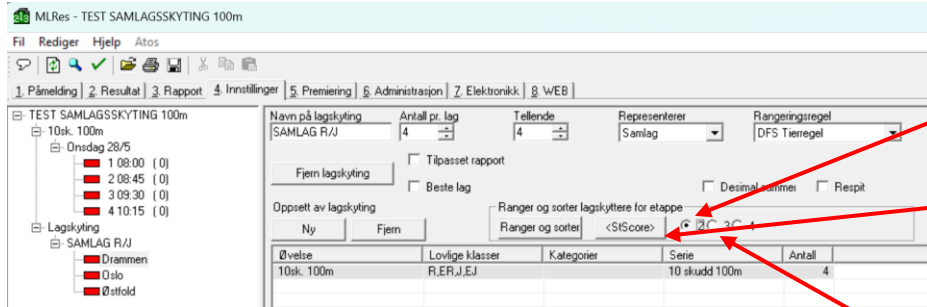 MLRes - TEST SAMLAGSSKYTING 100m
Fil Rediger Hjelp Atos
1. Påmelding 2. Resultat 3. Rapport 4. Innstillinger 5. Premiering 6. Administrasjon 7. Elektronikk 8. WEB
TEST SAMLAGSSKYTING 100m
10sk. 100m
Onsdag 28/5
1 08:00 ( 0)
2 08:45 ( 0)
3 09:30 ( 0)
4 10:15 ( 0)
Lagskyting
SAMLAG R/J
Drammen
Oslo
Østfold
Navn på lagskyting Antall pr. lag Tellende Representerer Rangeringsregel
SAMLAG R/J 4 4 Samlag DFS Tierregel
Fjern lagskyting
Tilpasset rapport
Beste lag Desimal summer Respit
Oppsett av lagskyting Ranger og sorter lagskyttere for etappe
Ny Fjern Ranger og sorter <StScore> 2 3 4
Øvelse Lovlige klasser Kategorier Serie Antall
10sk. 100m R,ER,J,EJ 10 skudd 100m 4